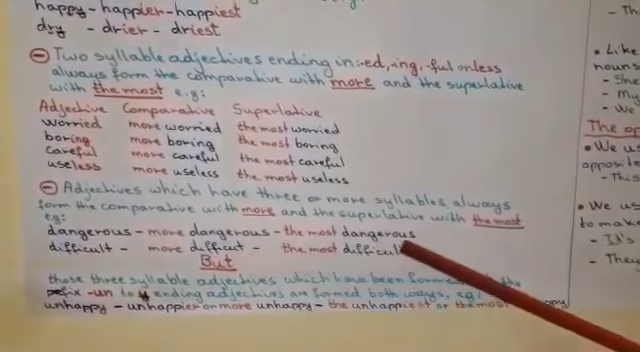 happy - happier - happiest
dry - drier - driest
Two syllable adjectives ending in: -ed, -ing, -ful or -less
always form the comparative with more and the superlative
with the most e.g:
Adjective Comparative Superlative
worried more worried the most worried
boring more boring the most boring
careful more careful the most careful
useless more useless the most useless
Adjectives which have three or more syllables always
form the comparative with more and the superlative with the most
e.g:
dangerous - more dangerous - the most dangerous
difficult - more difficut - the most difficult
But
those three syllable adjectives which have been formed the
prefix -un to y ending adjectives are formed both ways, eg:
unhappy - unhappier or more unhappy - the unhappiest or the most
- Th
• Like
nouns
- She
- My
- We
The op
• We us
opposite
- This
• We us
to make
- It's
- They